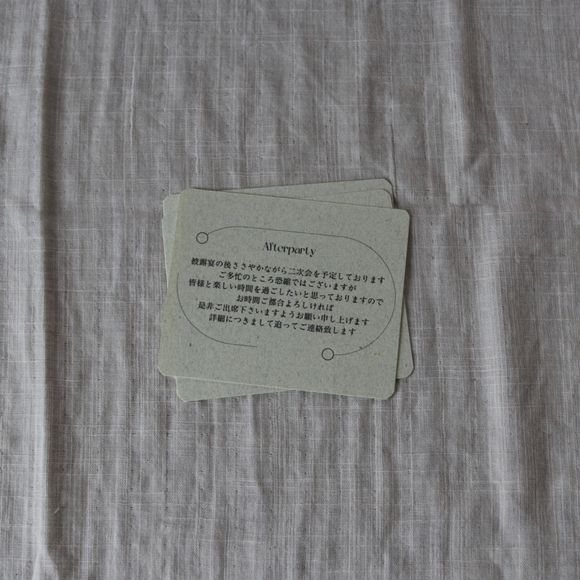 Afterparty
披露宴の後ささやかながら二次会を予定しております
ご多忙のところ恐縮ではございますが
皆様と楽しい時間を過ごしたいと思っておりますので
お時間ご都合よろしければ
是非ご出席下さいますようお願い申し上げます
詳細につきまして追ってご連絡致します